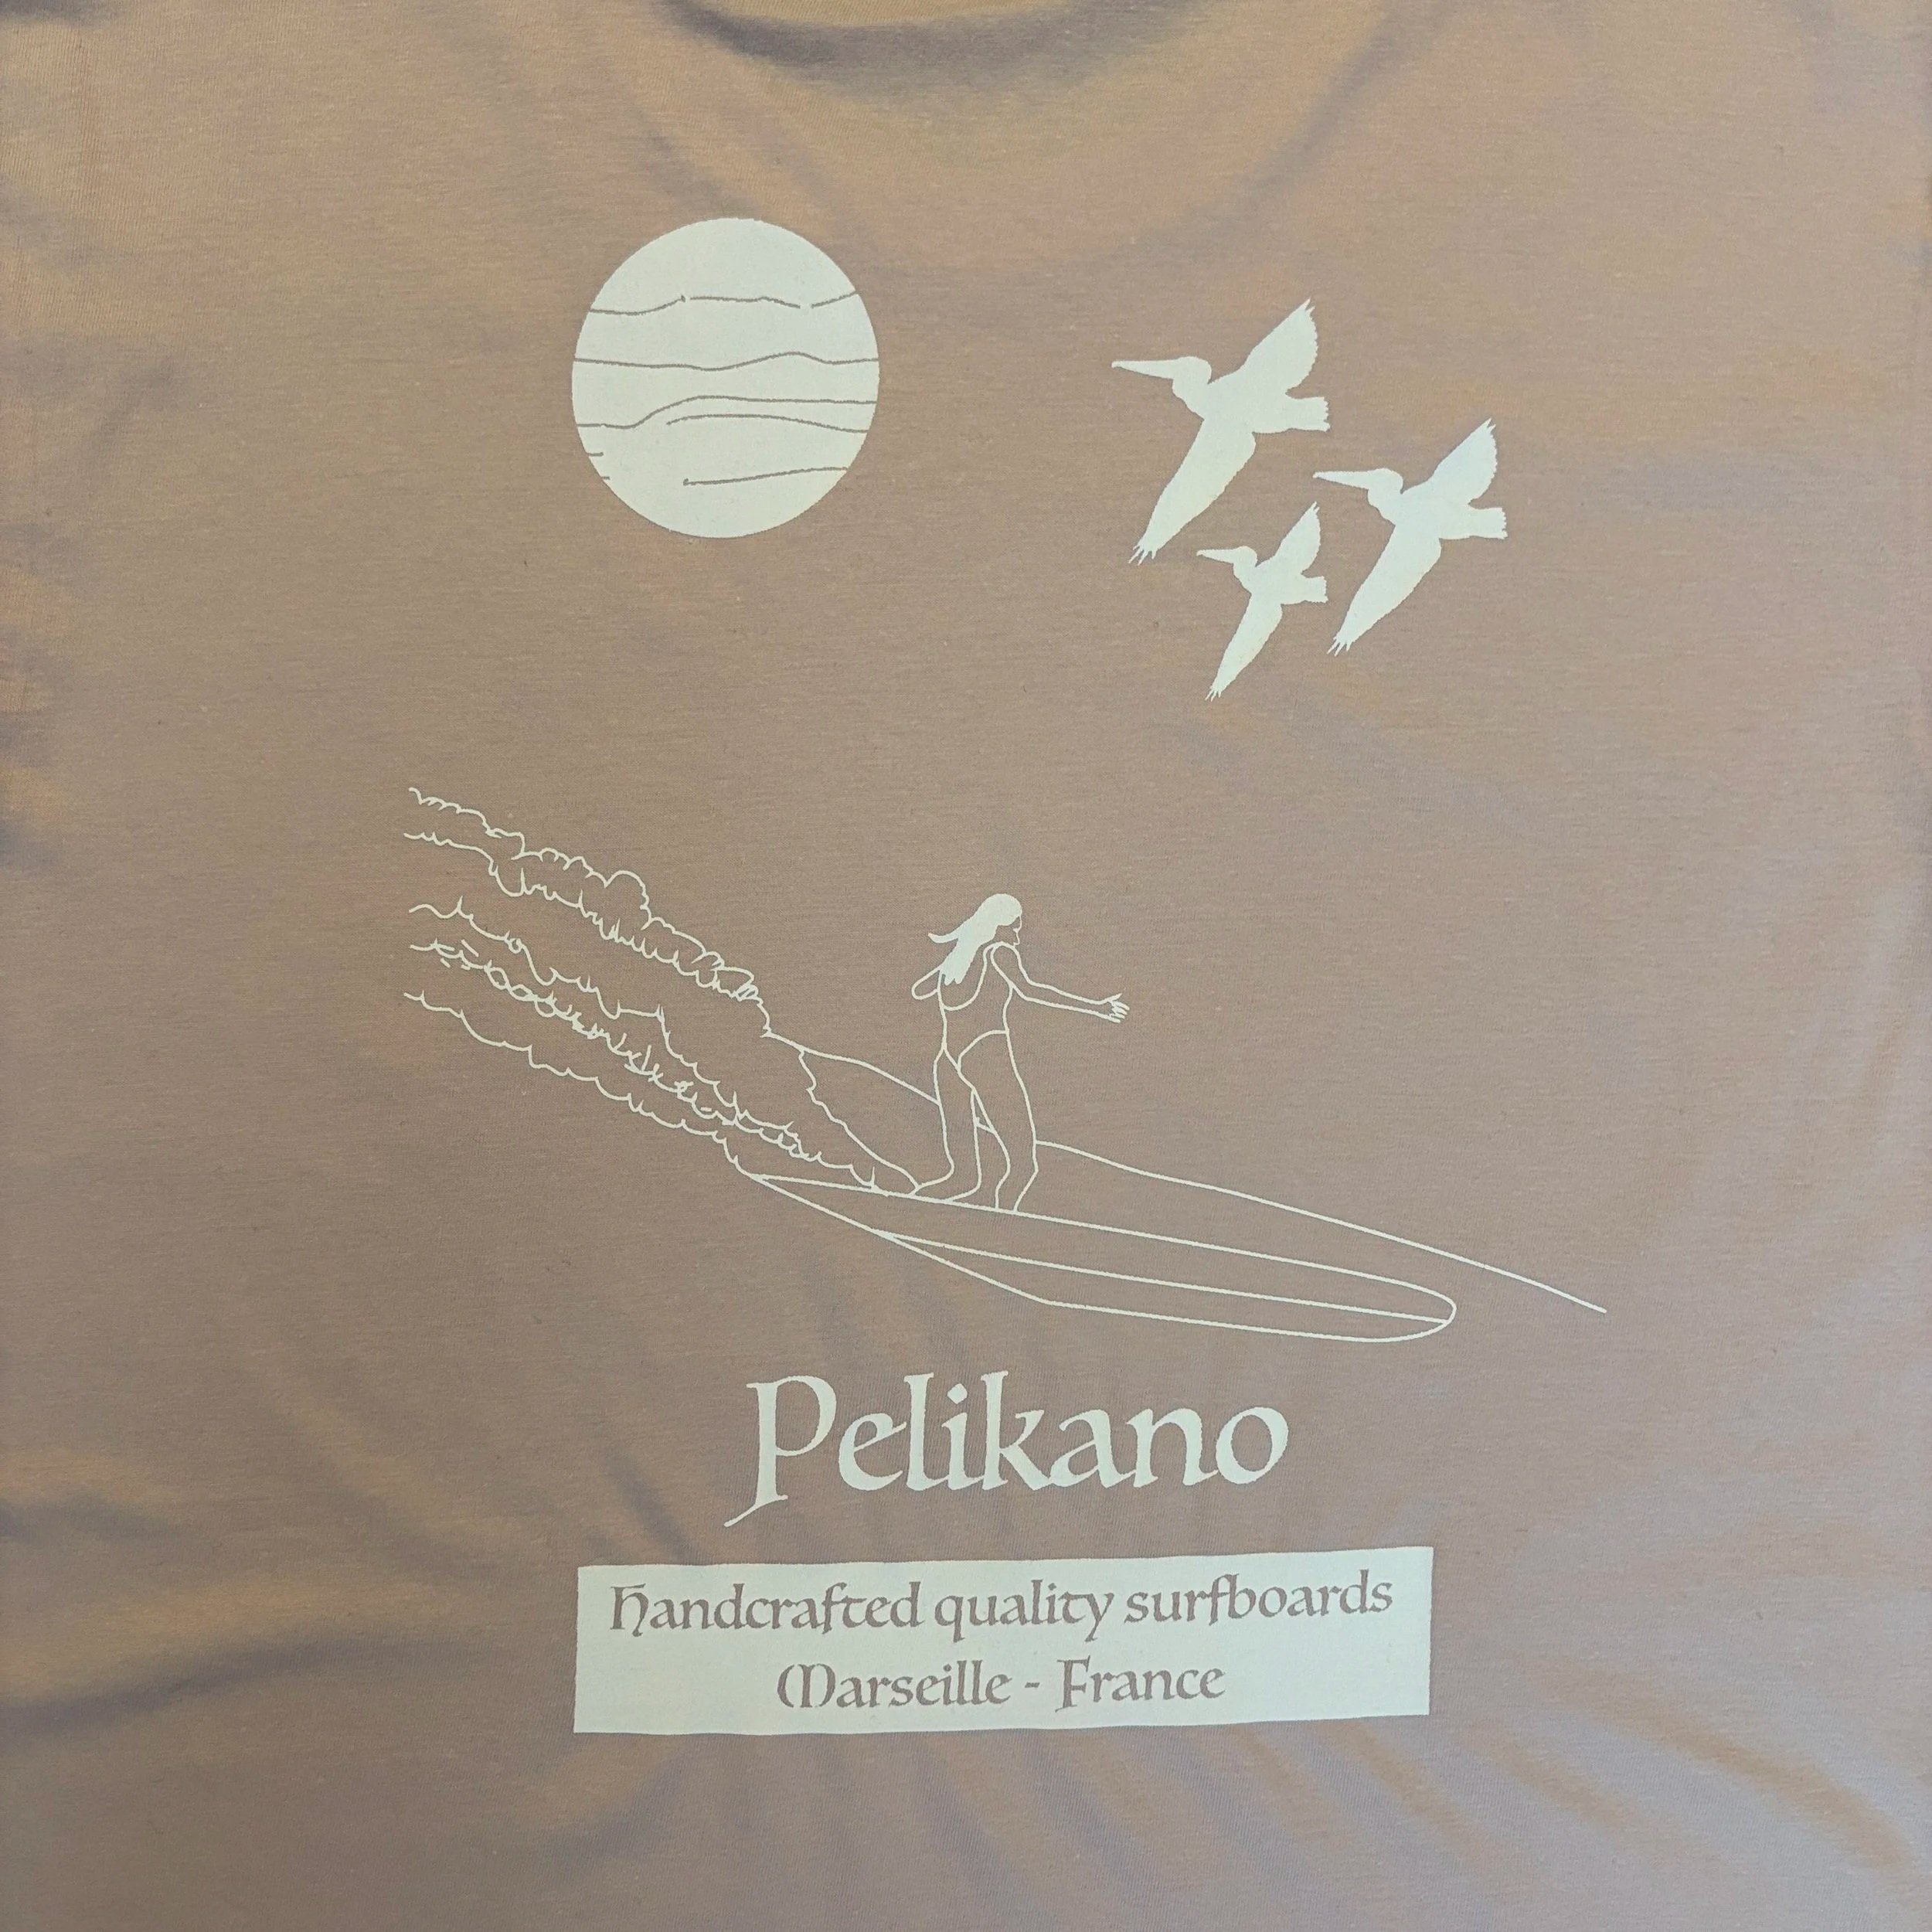 Pelikano
Handcrafted quality surfboards
Marseille - France